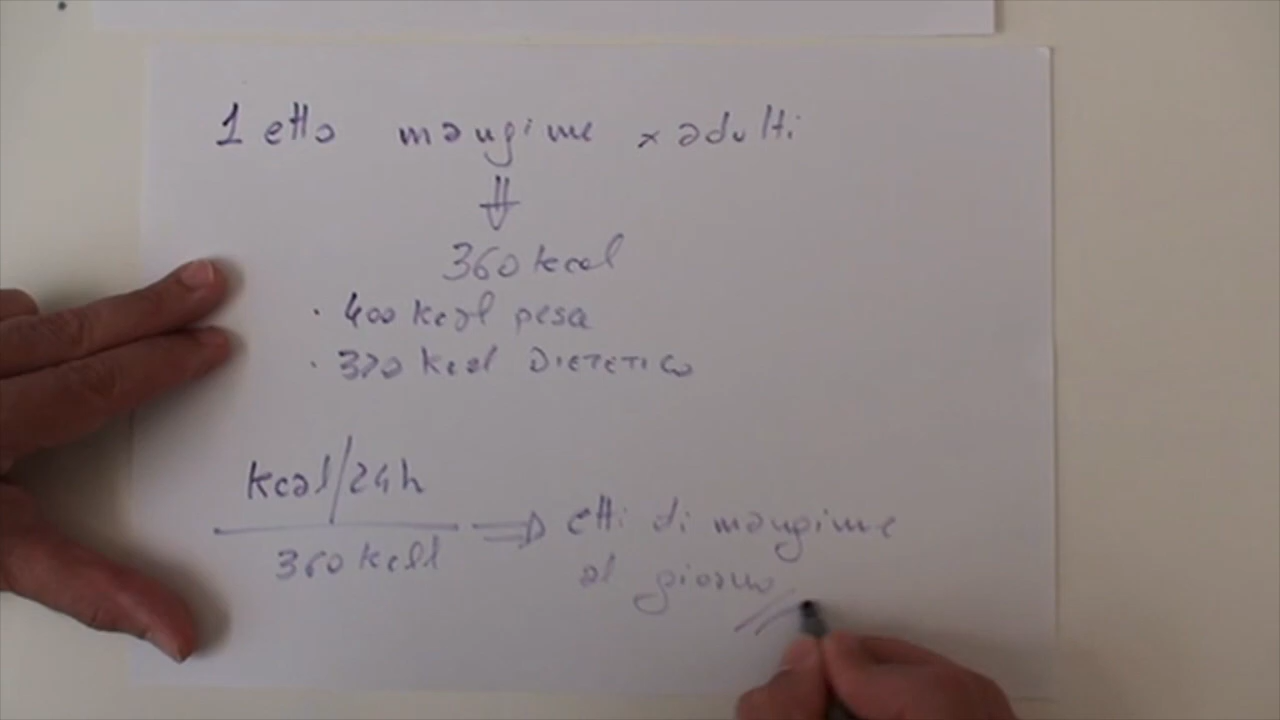 1 etto mangime x adulti
360 kcal
· 400 kcal pesce
· 320 kcal DIETETICO
kcal/24h
360 kcal
etti di mangime
al giorno